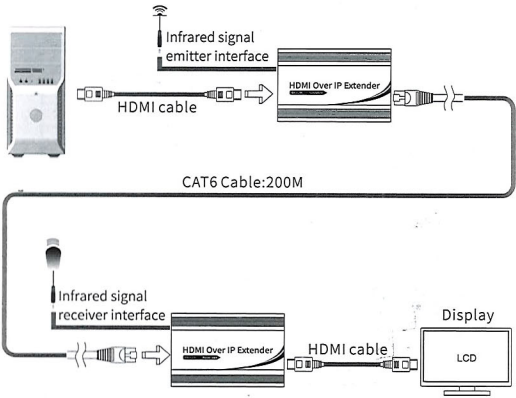 Infrared signal
emitter interface
HDMI Over IP Extender
HDMI cable
CAT6 Cable:200M
Infrared signal
receiver interface
HDMI Over IP Extender
HDMI cable
Display
LCD